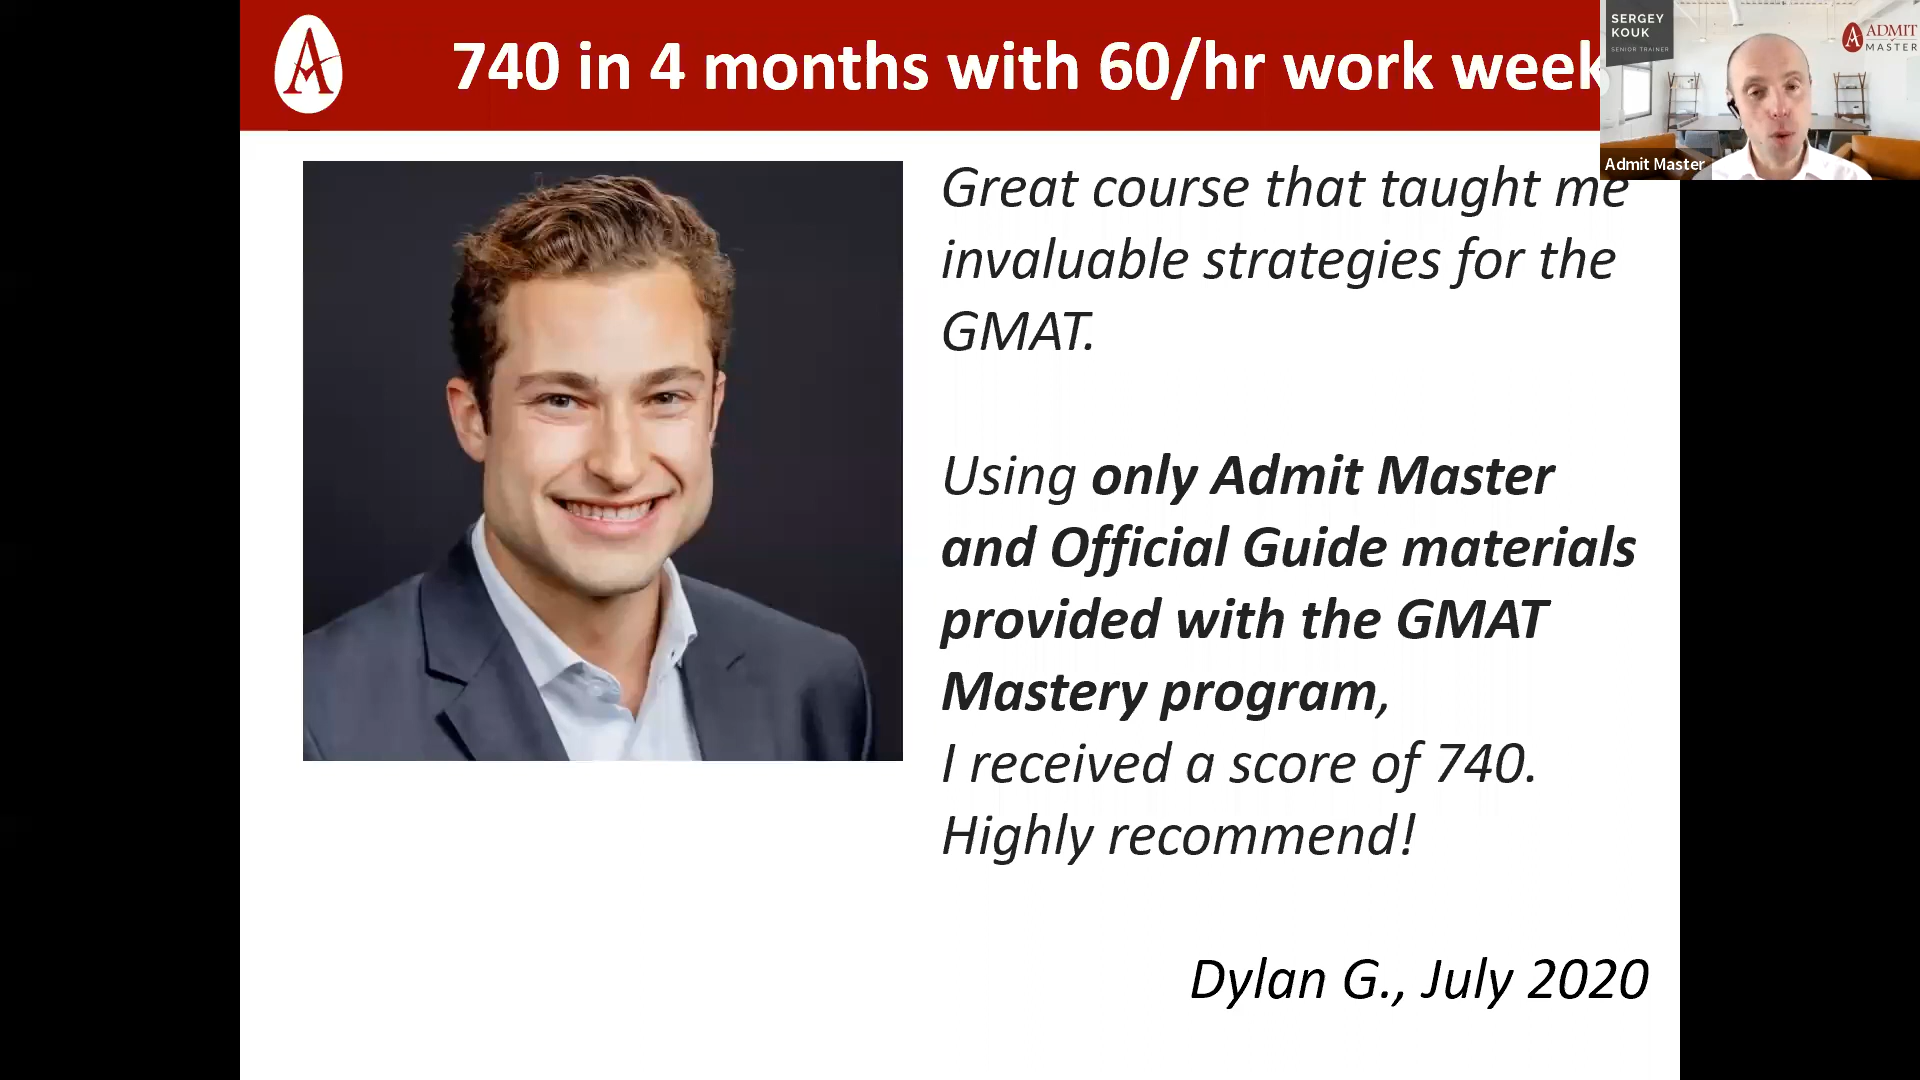 740 in 4 months with 60/hr work week
SERGEY
KOUK
SENIOR TRAINER
ADMIT
MASTER
Admit Master
Great course that taught me
invaluable strategies for the
GMAT.
Using only Admit Master
and Official Guide materials
provided with the GMAT
Mastery program,
I received a score of 740.
Highly recommend!
Dylan G., July 2020